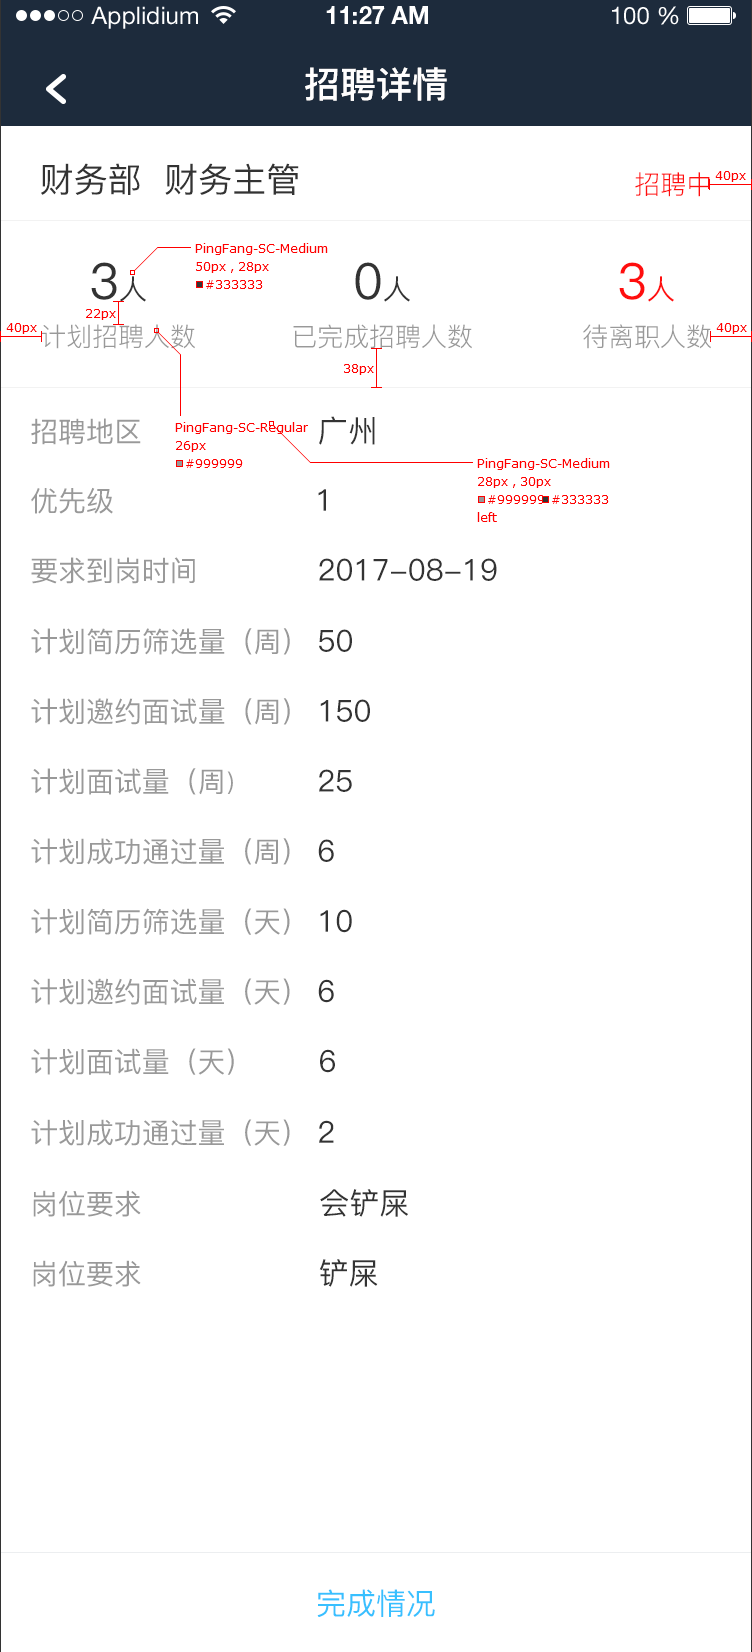 Applidium 11:27 AM 100 %
招聘详情
财务部 财务主管 招聘中 40px
PingFang-SC-Medium
50px , 28px
#333333
3人 0人 3人
22px
40px 计划招聘人数 已完成招聘人数 待离职人数 40px
38px
招聘地区 广州
PingFang-SC-Regular
26px
#999999
PingFang-SC-Medium
28px , 30px
#999999 #333333
left
优先级 1
要求到岗时间 2017-08-19
计划简历筛选量（周） 50
计划邀约面试量（周） 150
计划面试量（周） 25
计划成功通过量（周） 6
计划简历筛选量（天） 10
计划邀约面试量（天） 6
计划面试量（天） 6
计划成功通过量（天） 2
岗位要求 会铲屎
岗位要求 铲屎
完成情况